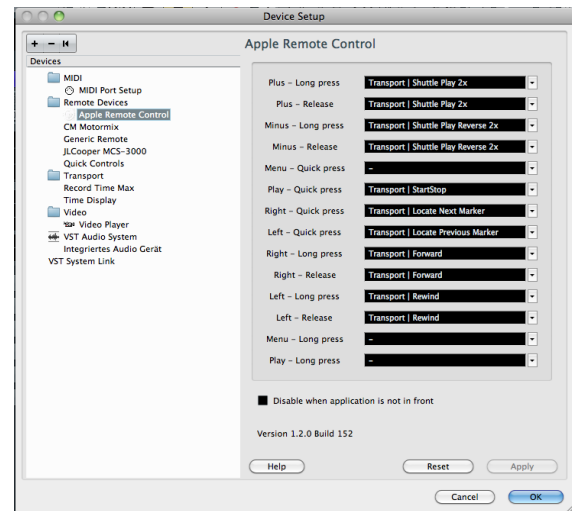 Device Setup
+ -
Devices
MIDI
MIDI Port Setup
Remote Devices
Apple Remote Control
CM Motormix
Generic Remote
JLCooper MCS-3000
Quick Controls
Transport
Record Time Max
Time Display
Video
Video Player
VST Audio System
Integriertes Audio Gerät
VST System Link
Apple Remote Control
Plus - Long press Transport | Shuttle Play 2x
Plus - Release Transport | Shuttle Play 2x
Minus - Long press Transport | Shuttle Play Reverse 2x
Minus - Release Transport | Shuttle Play Reverse 2x
Menu - Quick press -
Play - Quick press Transport | StartStop
Right - Quick press Transport | Locate Next Marker
Left - Quick press Transport | Locate Previous Marker
Right - Long press Transport | Forward
Right - Release Transport | Forward
Left - Long press Transport | Rewind
Left - Release Transport | Rewind
Menu - Long press -
Play - Long press -
Disable when application is not in front
Version 1.2.0 Build 152
Help Reset Apply
Cancel OK